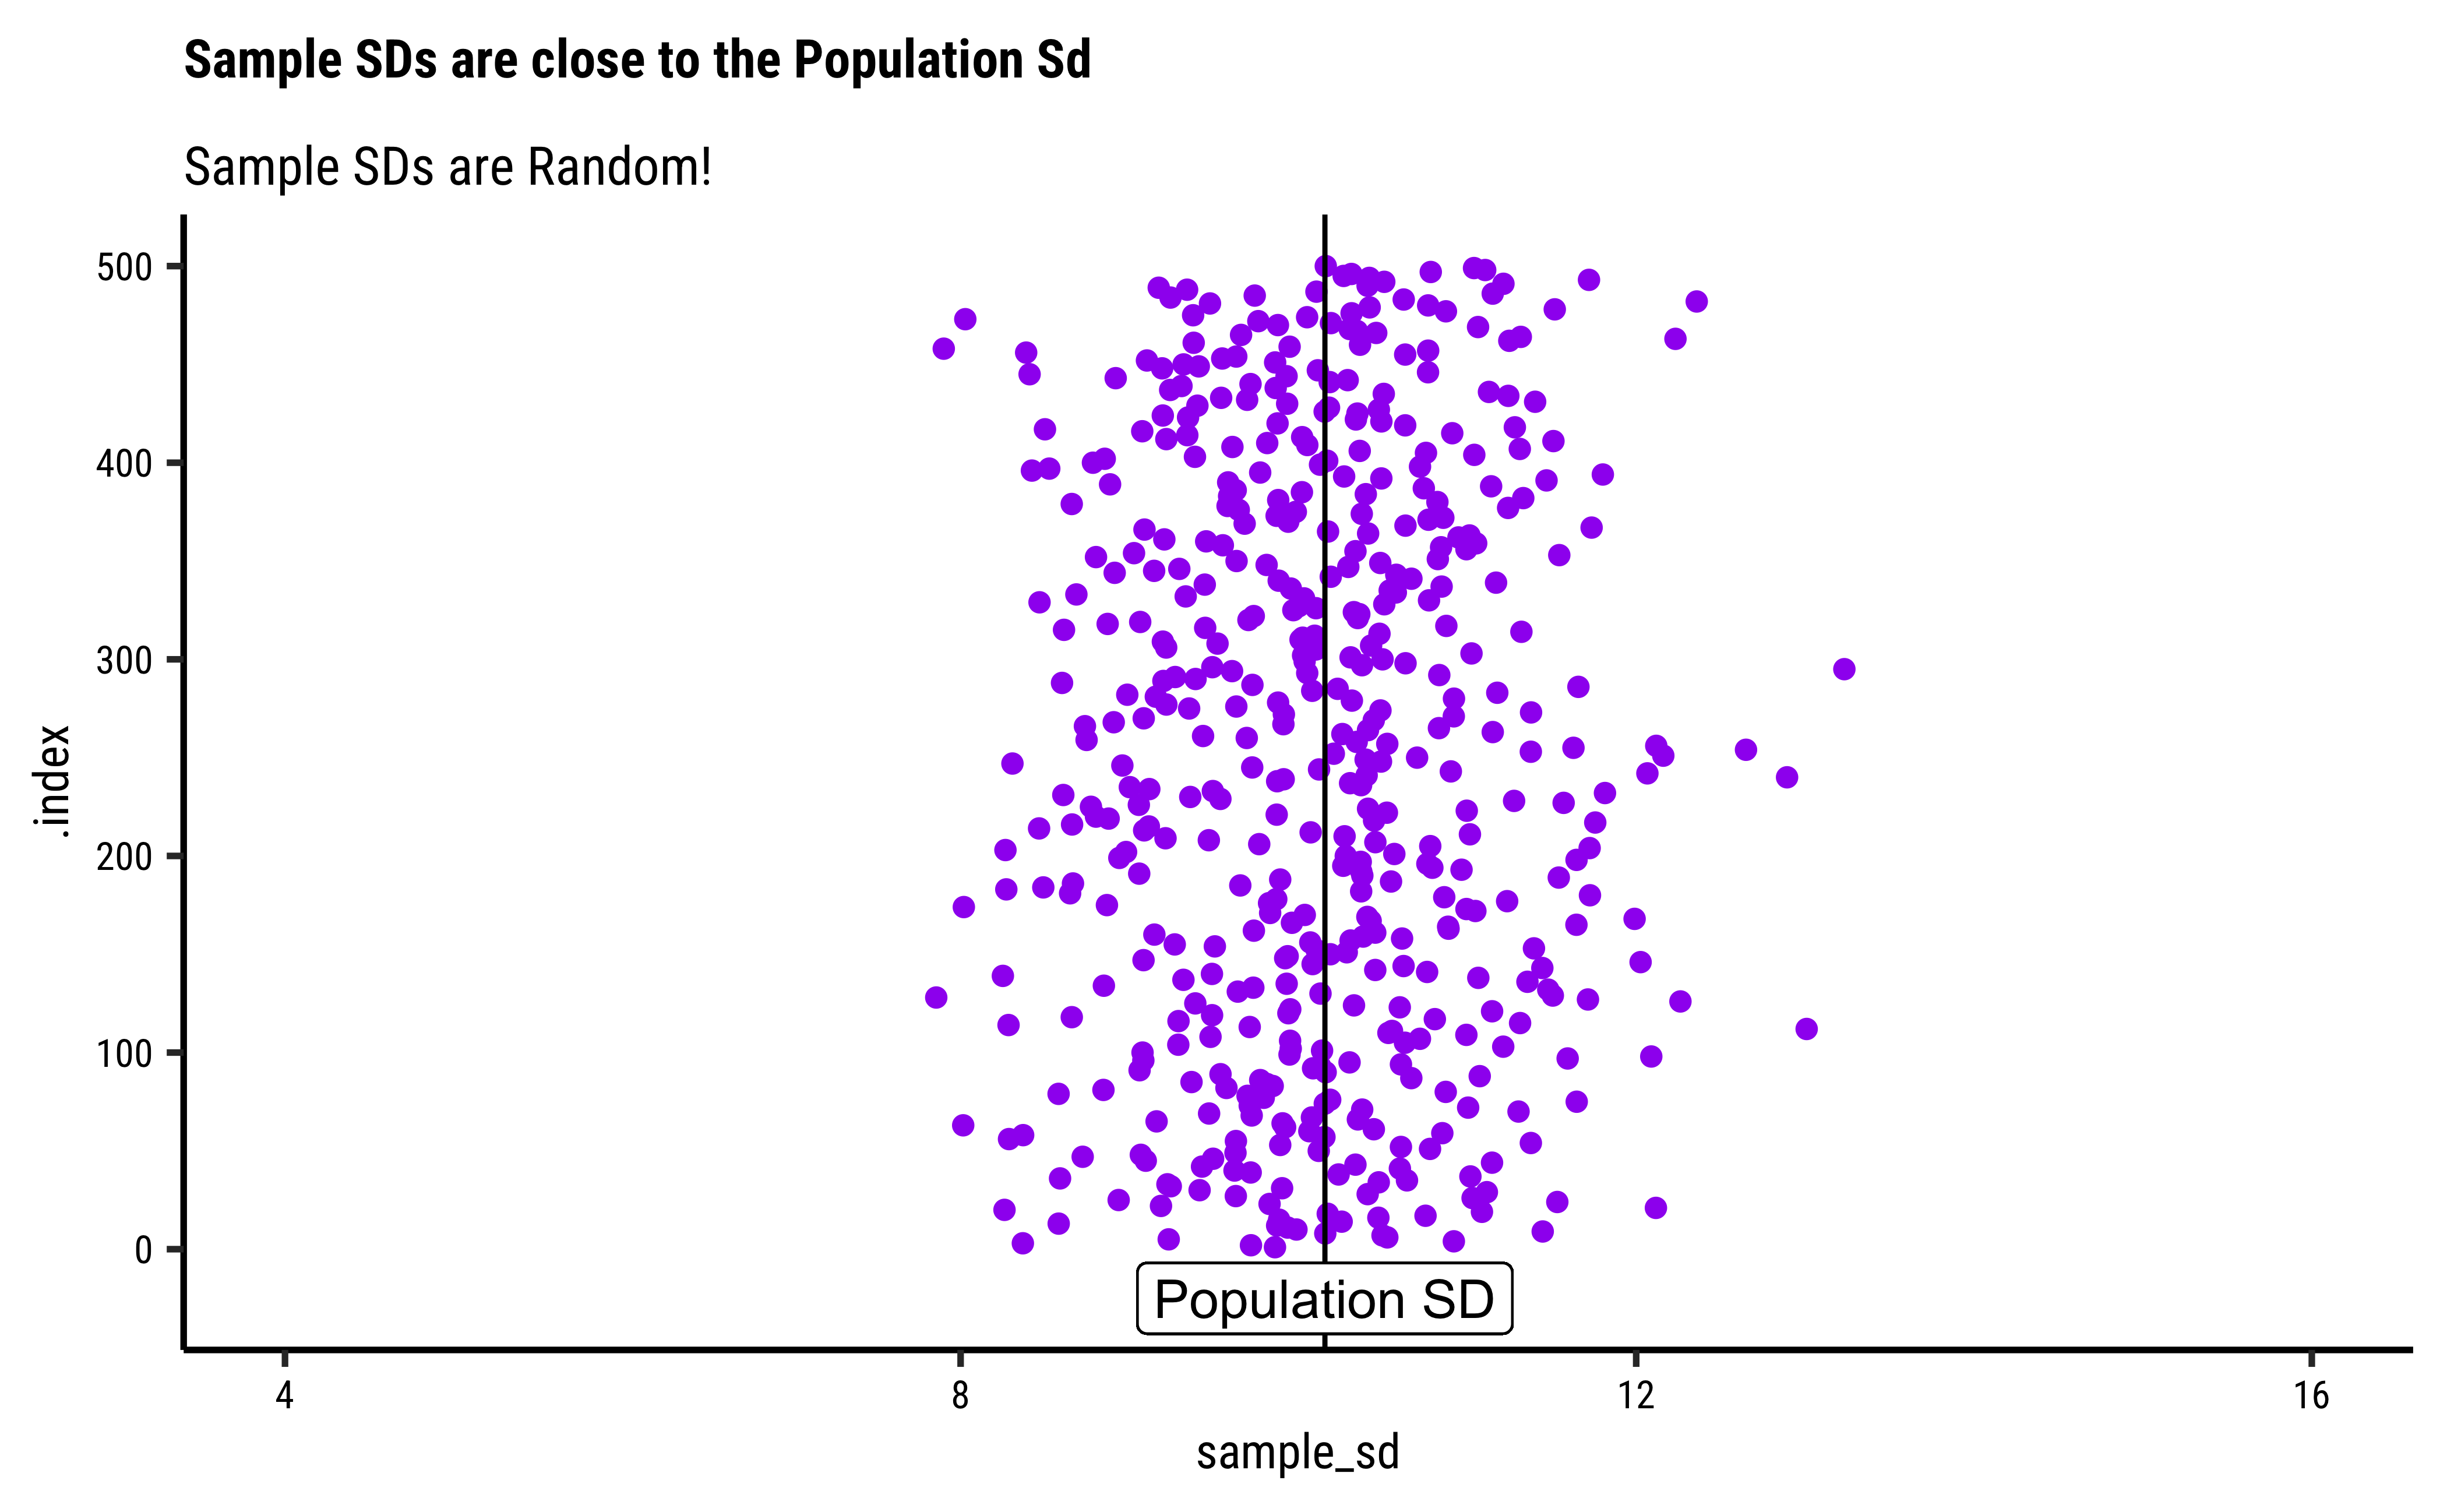 Sample SDs are close to the Population Sd
Sample SDs are Random!
500
400
300
200
100
0
.index
Population SD
4
8
12
16
sample_sd